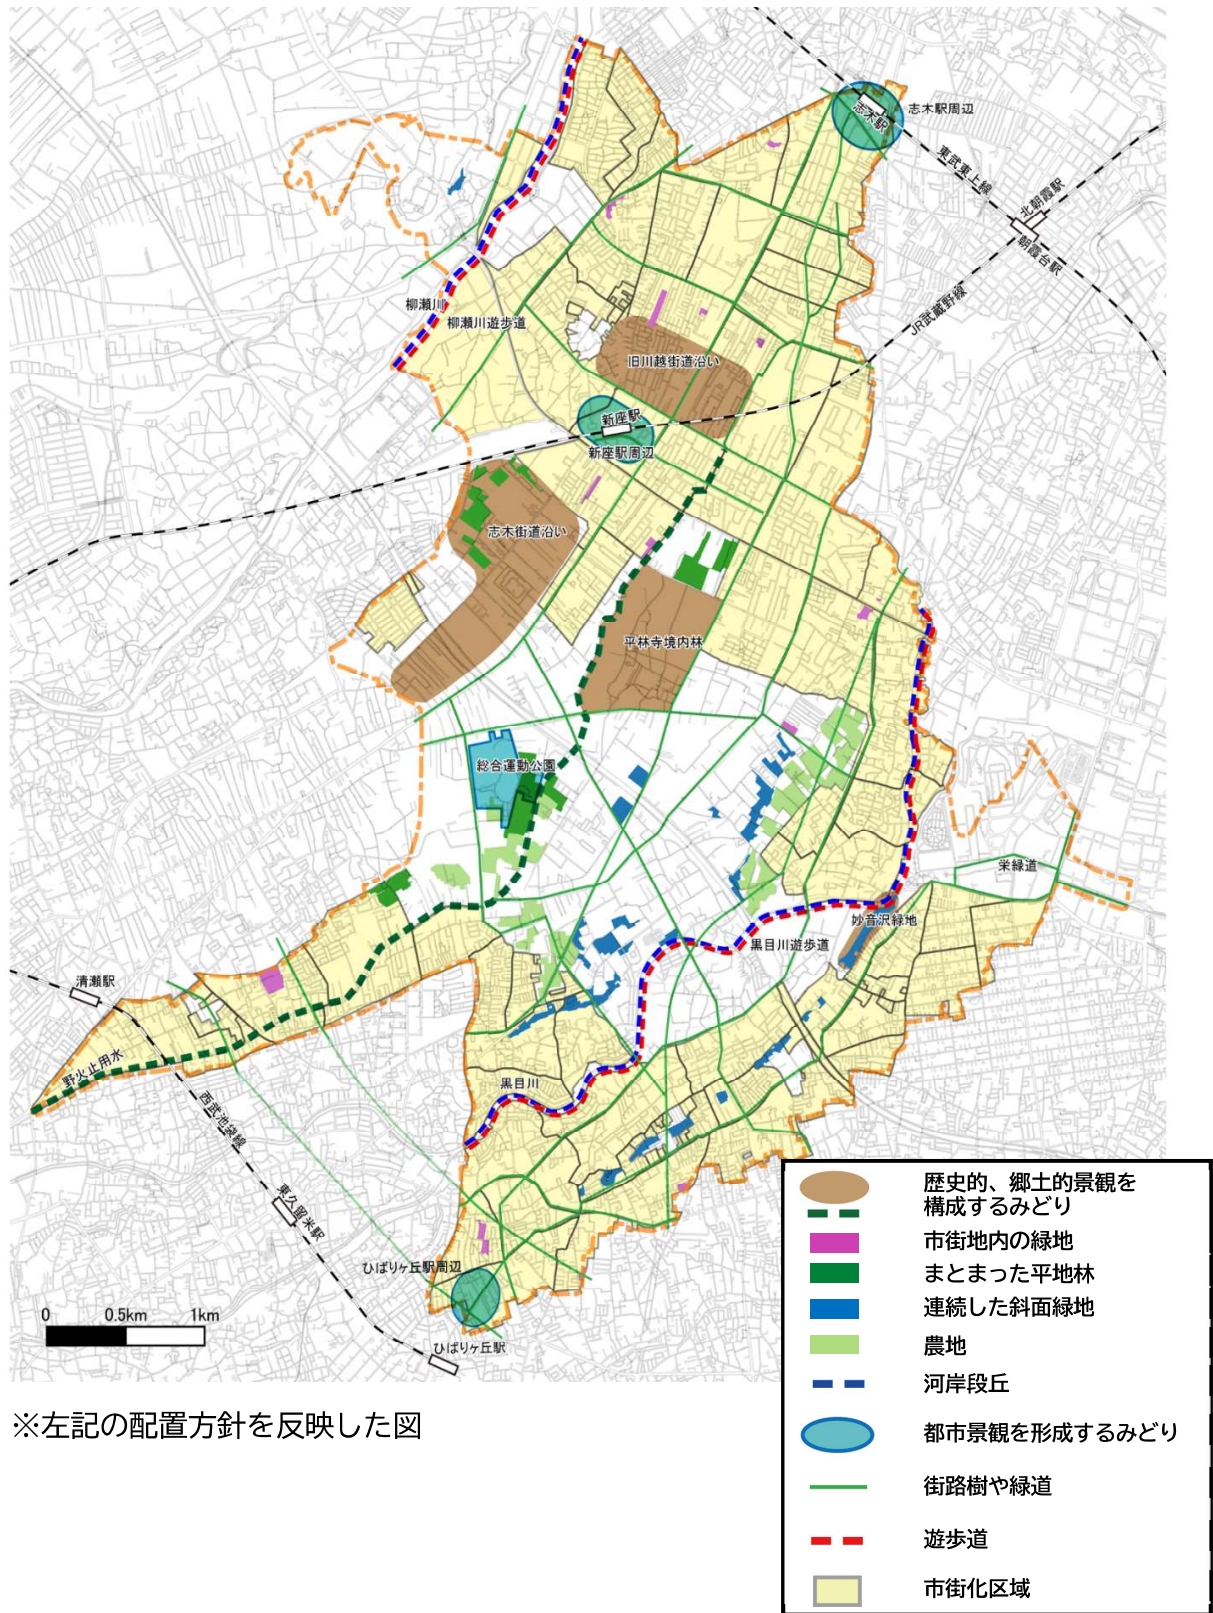 志木駅
志木駅周辺
東武東上線
北朝霞駅
朝霞台駅
JR武蔵野線
柳瀬川
柳瀬川遊歩道
旧川越街道沿い
新座駅
新座駅周辺
志木街道沿い
平林寺境内林
総合運動公園
栄緑道
妙音沢緑地
黒目川遊歩道
清瀬駅
野火止用水
黒目川
西武池袋線
東久留米駅
ひばりヶ丘駅周辺
ひばりヶ丘駅
0 0.5km 1km
歴史的、郷土的景観を
構成するみどり
市街地内の緑地
まとまった平地林
連続した斜面緑地
農地
河岸段丘
都市景観を形成するみどり
街路樹や緑道
遊歩道
市街化区域
※左記の配置方針を反映した図